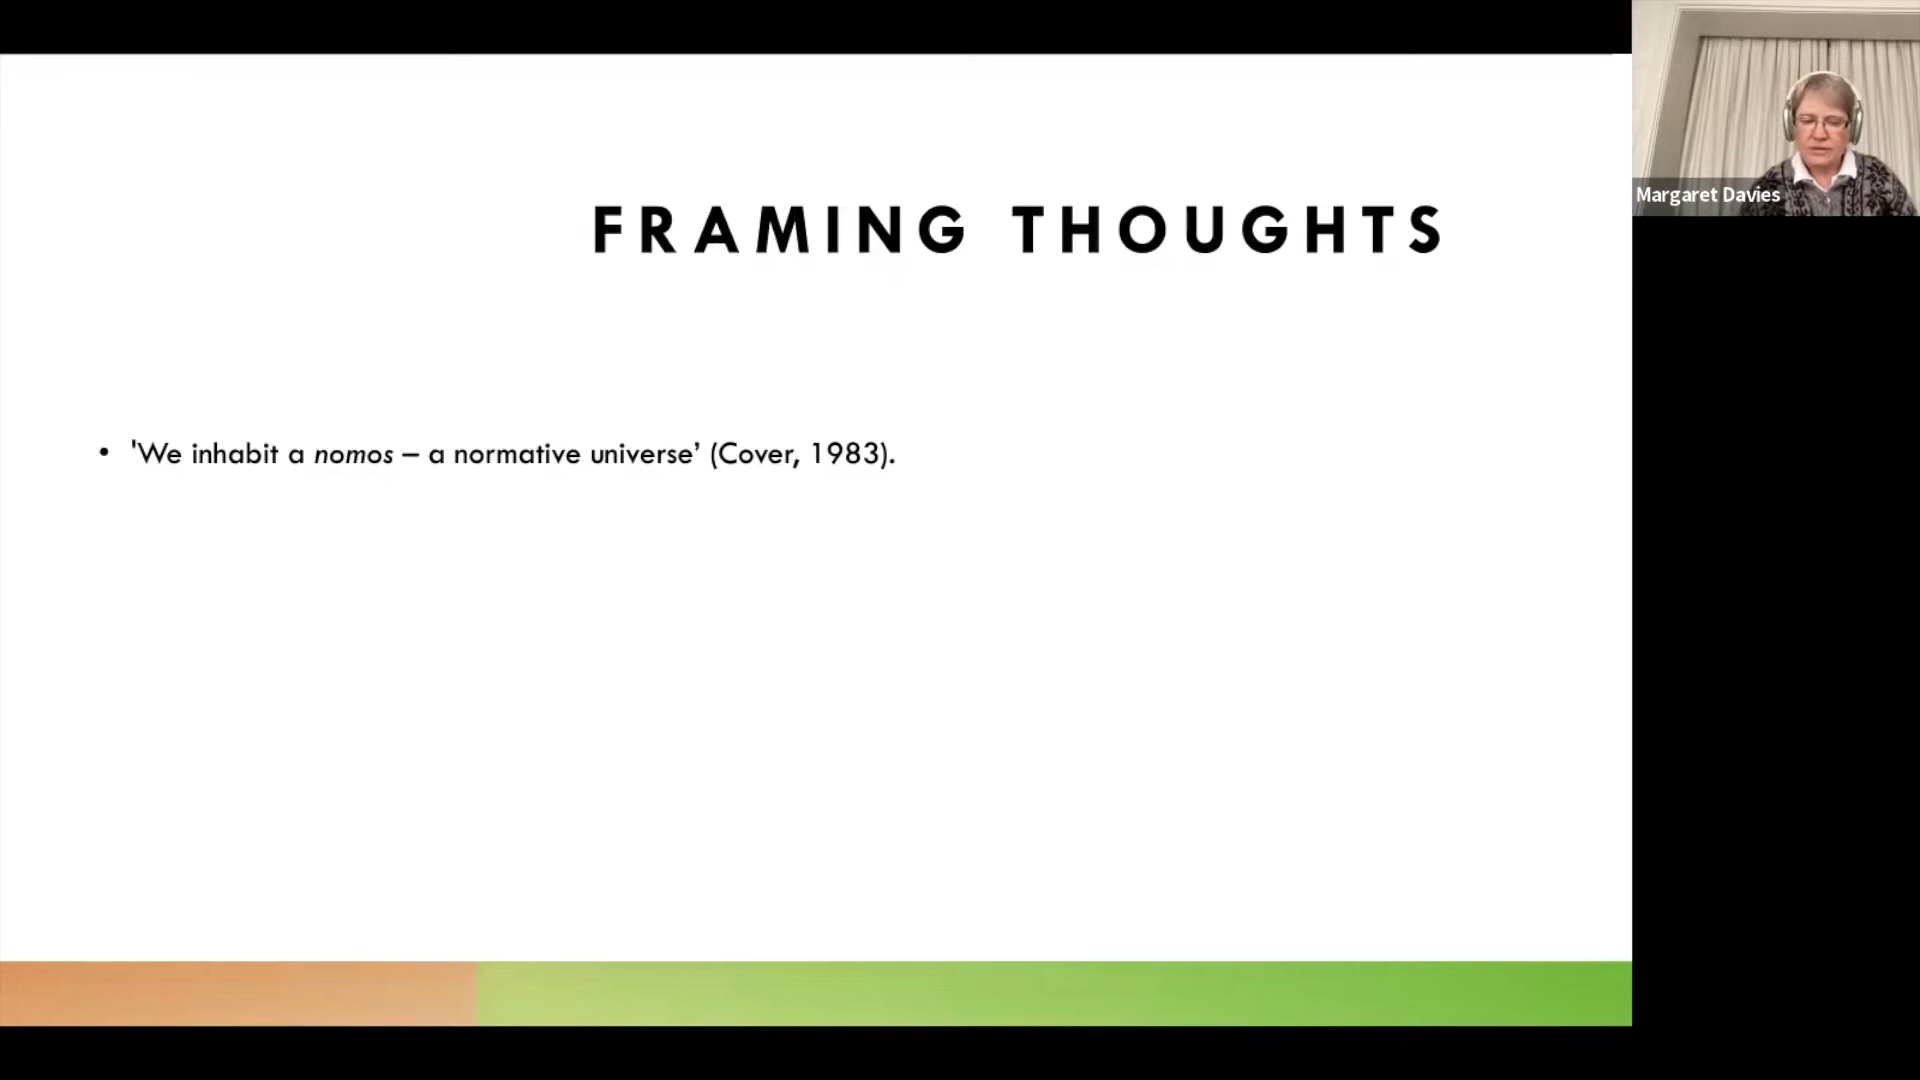 FRAMING THOUGHTS
• 'We inhabit a nomos – a normative universe’ (Cover, 1983).
Margaret Davies